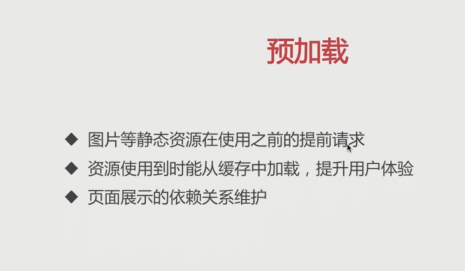 预加载
◆ 图片等静态资源在使用之前的提前请求
◆ 资源使用到时能从缓存中加载，提升用户体验
◆ 页面展示的依赖关系维护